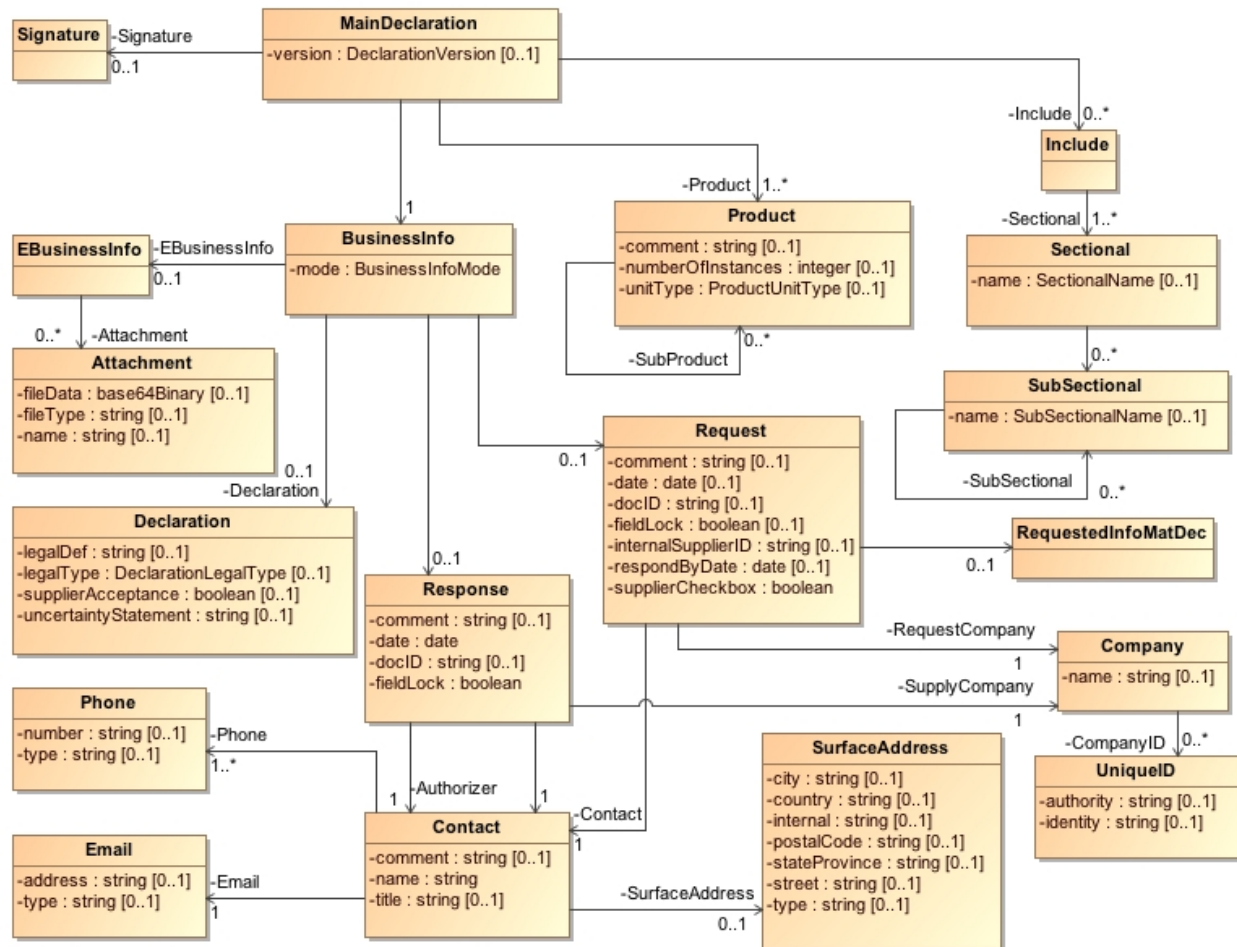 Signature
-Signature
0..1
MainDeclaration
-version : DeclarationVersion [0..1]
-Include
0..*
Include
-Product
1..*
1
-Sectional
1..*
Product
-comment : string [0..1]
-numberOfInstances : integer [0..1]
-unitType : ProductUnitType [0..1]
-SubProduct
0..*
BusinessInfo
-mode : BusinessInfoMode
EBusinessInfo
-EBusinessInfo
0..1
0..*
-Attachment
Attachment
-fileData : base64Binary [0..1]
-fileType : string [0..1]
-name : string [0..1]
Sectional
-name : SectionalName [0..1]
0..*
SubSectional
-name : SubSectionalName [0..1]
-SubSectional
0..*
0..1
-Declaration
Declaration
-legalDef : string [0..1]
-legalType : DeclarationLegalType [0..1]
-supplierAcceptance : boolean [0..1]
-uncertaintyStatement : string [0..1]
0..1
Request
-comment : string [0..1]
-date : date [0..1]
-docID : string [0..1]
-fieldLock : boolean [0..1]
-internalSupplierID : string [0..1]
-respondByDate : date [0..1]
-supplierCheckbox : boolean
0..1
RequestedInfoMatDec
0..1
Response
-comment : string [0..1]
-date : date
-docID : string [0..1]
-fieldLock : boolean
-RequestCompany
1
-SupplyCompany
1
Company
-name : string [0..1]
-CompanyID
0..*
UniqueID
-authority : string [0..1]
-identity : string [0..1]
Phone
-number : string [0..1]
-type : string [0..1]
-Phone
1..*
1
-Authorizer
1
-Contact
1
Contact
-comment : string [0..1]
-name : string
-title : string [0..1]
Email
-address : string [0..1]
-type : string [0..1]
-Email
1
-SurfaceAddress
0..1
SurfaceAddress
-city : string [0..1]
-country : string [0..1]
-internal : string [0..1]
-postalCode : string [0..1]
-stateProvince : string [0..1]
-street : string [0..1]
-type : string [0..1]